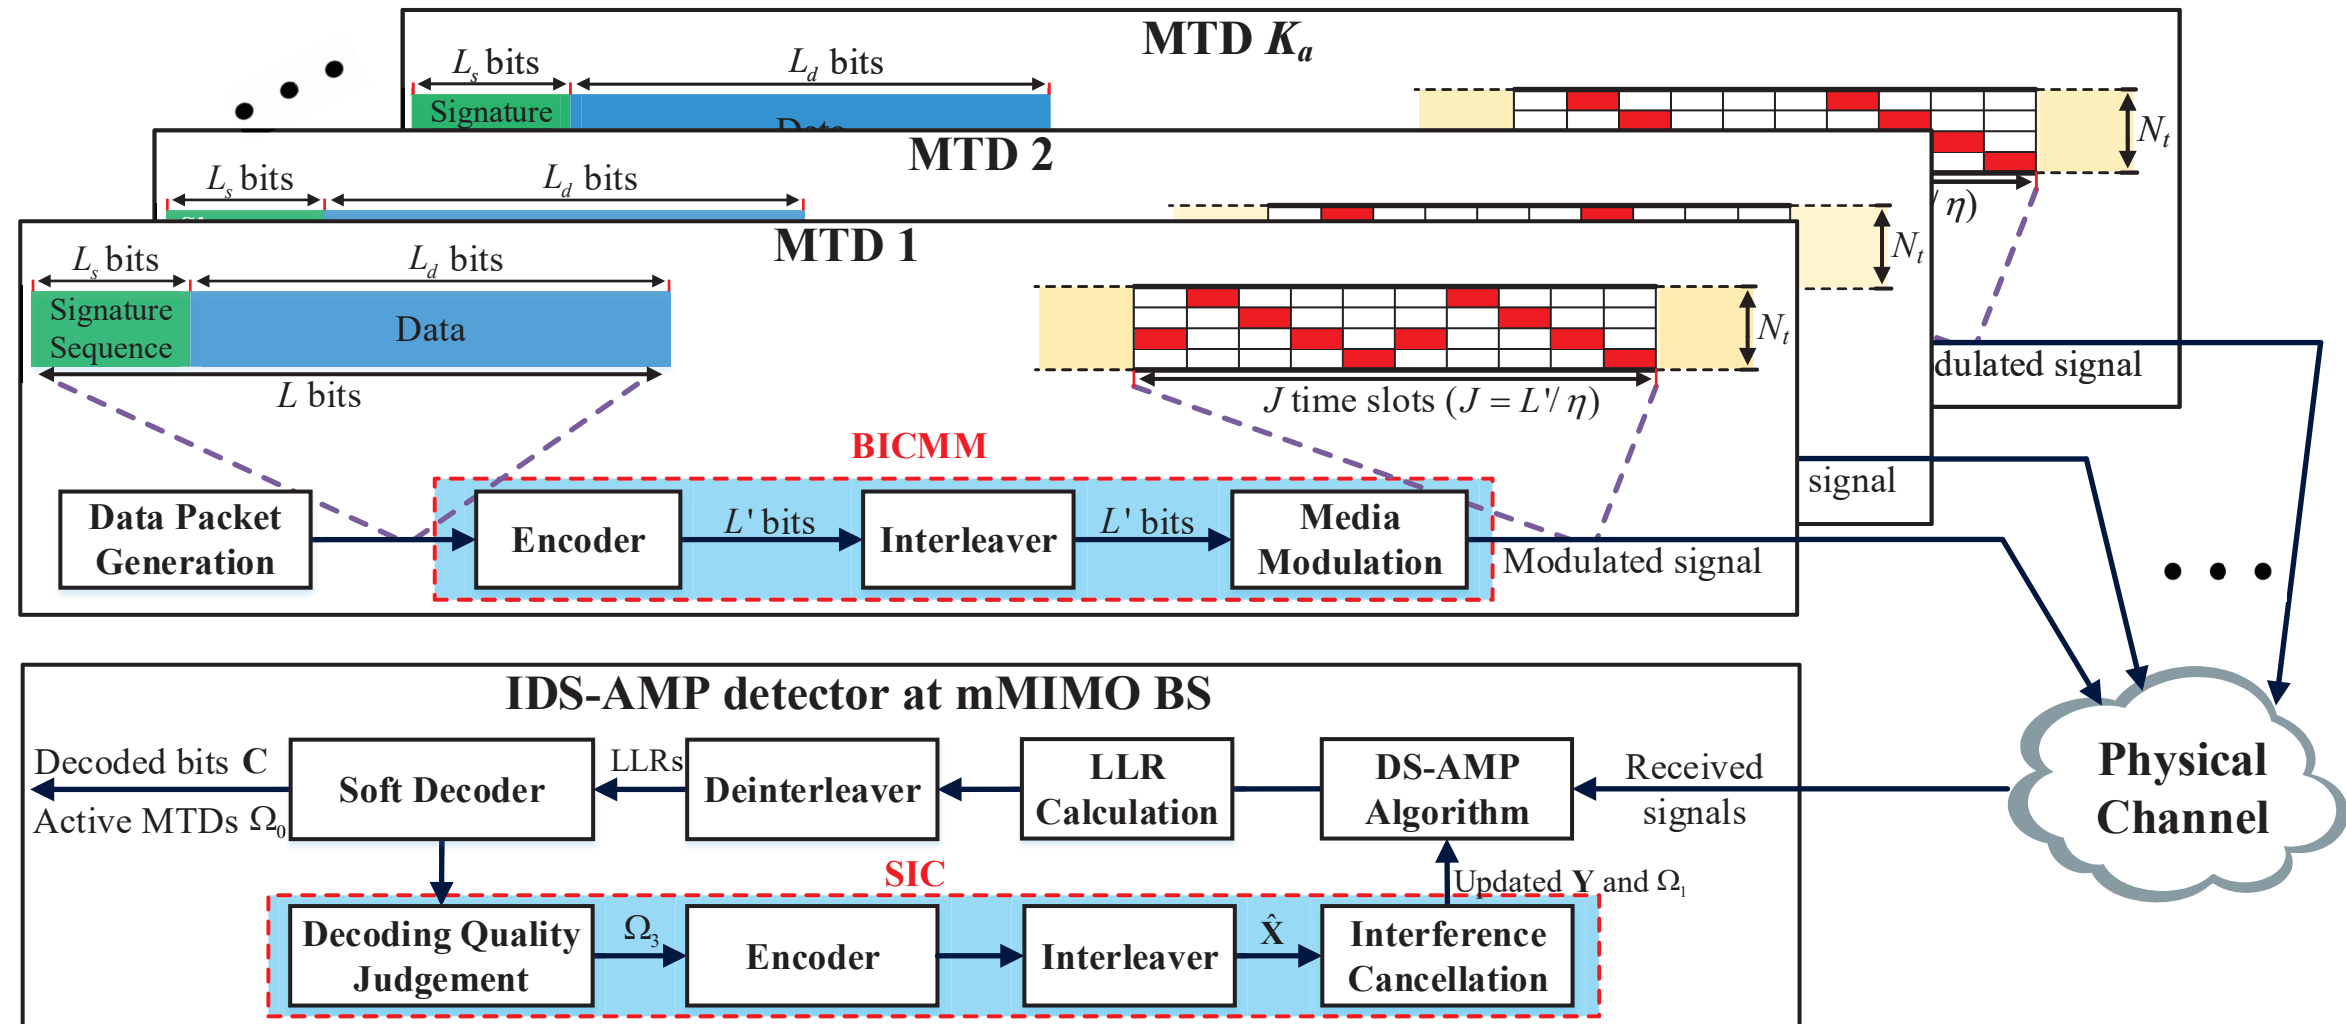 MTD K_a
L_s bits
L_d bits
Signature
N_t
/ η)
dulated signal
MTD 2
L_s bits
L_d bits
N_t
signal
MTD 1
L_s bits
L_d bits
Signature
Sequence
Data
L bits
N_t
J time slots (J = L'/ η)
BICMM
Data Packet
Generation
Encoder
L' bits
Interleaver
L' bits
Media
Modulation
Modulated signal
Physical
Channel
IDS-AMP detector at mMIMO BS
Decoded bits C
Active MTDs Ω₀
Soft Decoder
LLRs
Deinterleaver
LLR
Calculation
DS-AMP
Algorithm
Received
signals
SIC
Updated Y and Ω₁
Decoding Quality
Judgement
Ω₃
Encoder
Interleaver
X̂
Interference
Cancellation